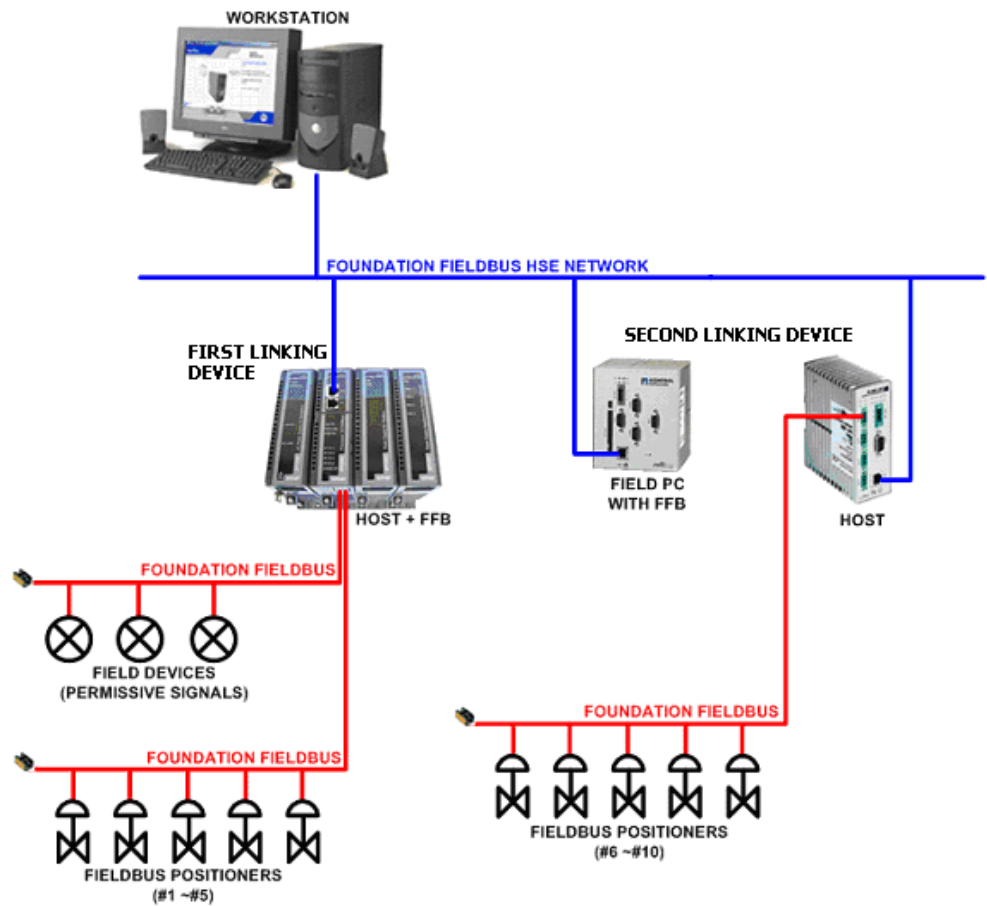 WORKSTATION
FOUNDATION FIELDBUS HSE NETWORK
FIRST LINKING
DEVICE
SECOND LINKING DEVICE
HOST + FFB
FIELD PC
WITH FFB
HOST
FOUNDATION FIELDBUS
FIELD DEVICES
(PERMISSIVE SIGNALS)
FOUNDATION FIELDBUS
FOUNDATION FIELDBUS
FIELDBUS POSITIONERS
(#6 ~#10)
FIELDBUS POSITIONERS
(#1 ~#5)